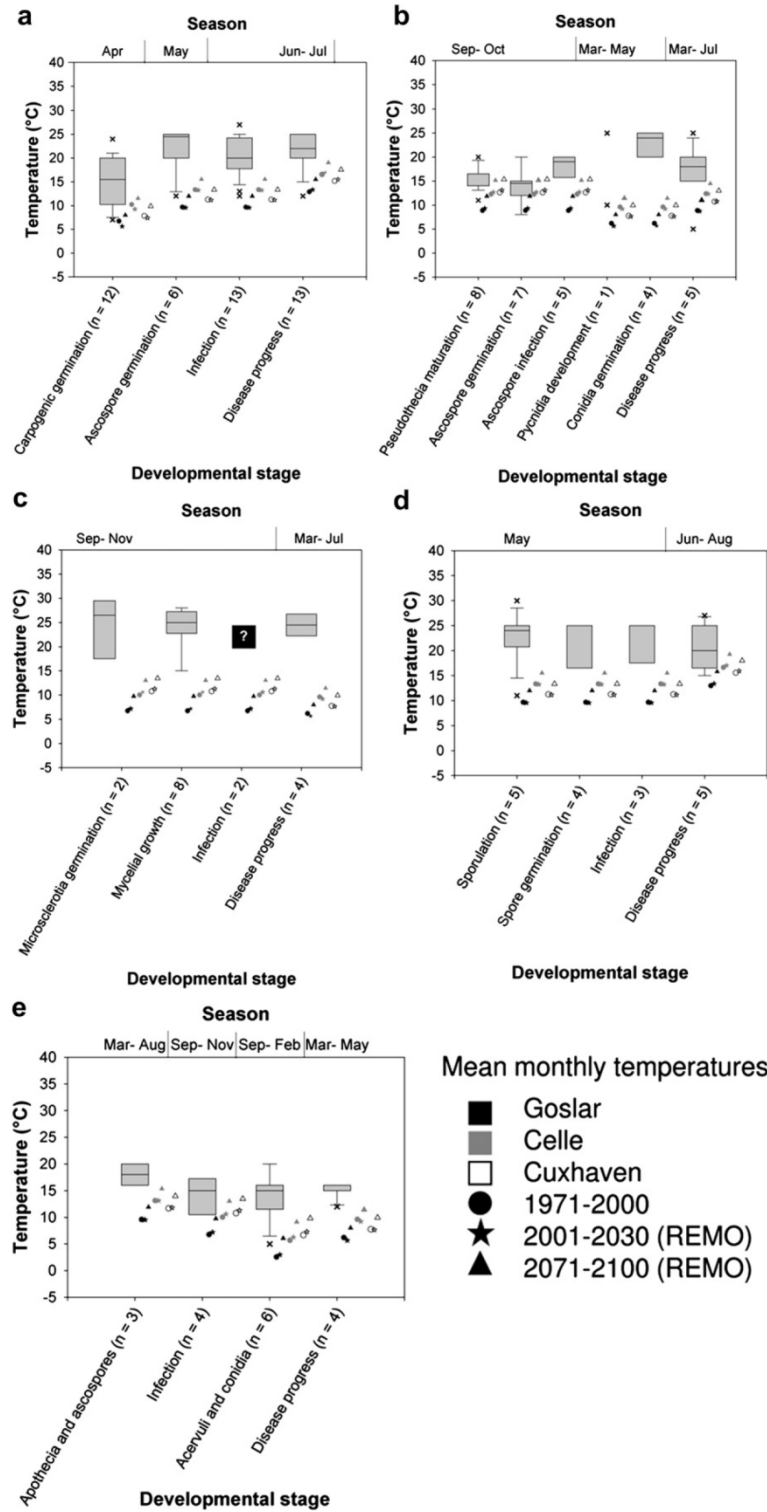 a
Season
Apr
May
Jun- Jul
Temperature (°C)
40
35
30
25
20
15
10
5
0
-5
Carpogenic germination (n = 12)
Ascospore germination (n = 6)
Infection (n = 13)
Disease progress (n = 13)
Developmental stage
b
Season
Sep- Oct
Mar- May
Mar- Jul
Temperature (°C)
40
35
30
25
20
15
10
5
0
-5
Pseudothecia maturation (n = 8)
Ascospore germination (n = 7)
Ascospore infection (n = 5)
Pycnidia development (n = 1)
Conidia germination (n = 4)
Disease progress (n = 5)
Developmental stage
c
Season
Sep- Nov
Mar- Jul
Temperature (°C)
40
35
30
25
20
15
10
5
0
-5
?
Microsclerotia germination (n = 2)
Mycelial growth (n = 8)
Infection (n = 2)
Disease progress (n = 4)
Developmental stage
d
Season
May
Jun- Aug
Temperature (°C)
40
35
30
25
20
15
10
5
0
-5
Sporulation (n = 5)
Spore germination (n = 4)
Infection (n = 3)
Disease progress (n = 5)
Developmental stage
e
Season
Mar- Aug
Sep- Nov
Sep- Feb
Mar- May
Temperature (°C)
40
35
30
25
20
15
10
5
0
-5
Apothecia and ascospores (n = 3)
Infection (n = 4)
Acervuli and conidia (n = 6)
Disease progress (n = 4)
Developmental stage
Mean monthly temperatures
Goslar
Celle
Cuxhaven
1971-2000
2001-2030 (REMO)
2071-2100 (REMO)